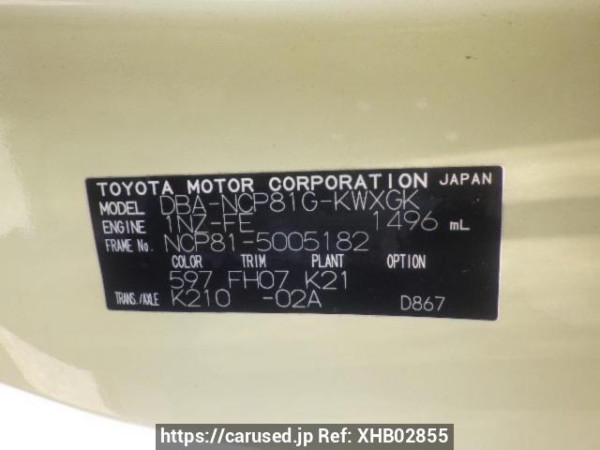 TOYOTA MOTOR CORPORATION JAPAN
MODEL DBA-NCP81G-KWXGK
ENGINE 1NZ-FE 1496 mL
FRAME No. NCP81-5005182
COLOR TRIM PLANT OPTION
597 FH07 K21
TRANS./AXLE K210 -02A D867
https://carused.jp Ref: XHB02855